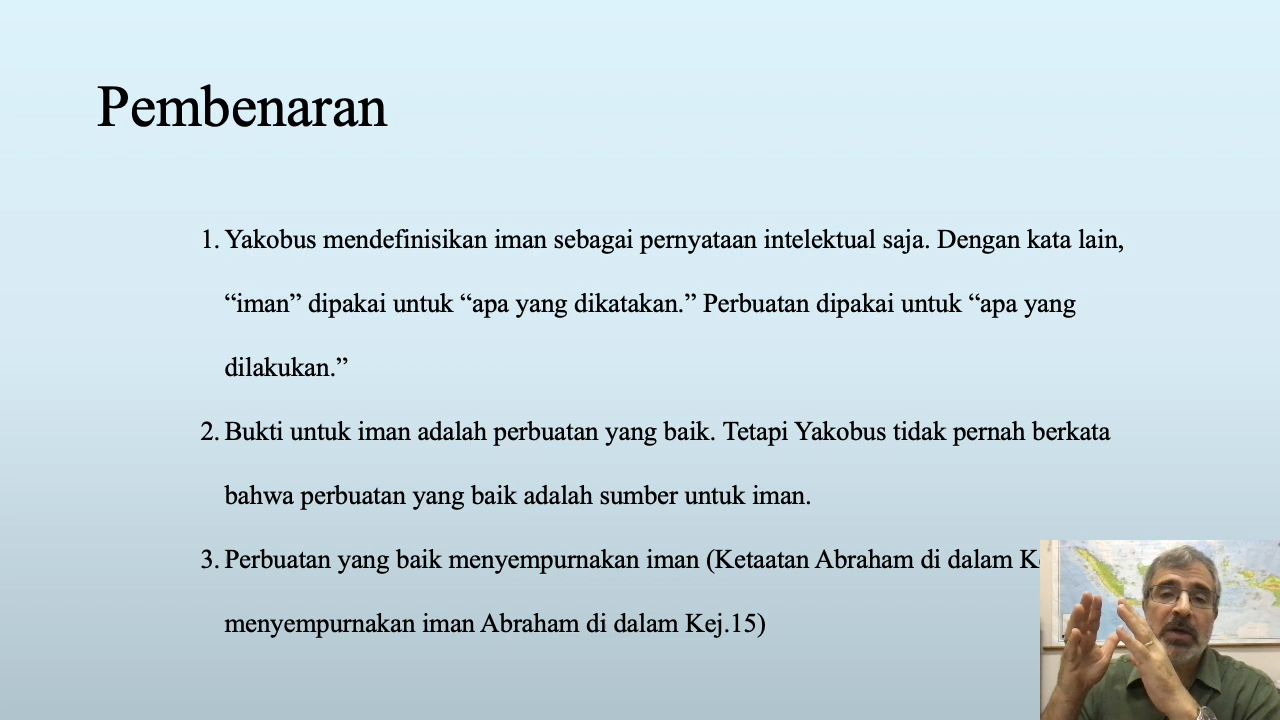 Pembenaran
1. Yakobus mendefinisikan iman sebagai pernyataan intelektual saja. Dengan kata lain,
“iman” dipakai untuk “apa yang dikatakan.” Perbuatan dipakai untuk “apa yang
dilakukan.”
2. Bukti untuk iman adalah perbuatan yang baik. Tetapi Yakobus tidak pernah berkata
bahwa perbuatan yang baik adalah sumber untuk iman.
3. Perbuatan yang baik menyempurnakan iman (Ketaatan Abraham di dalam
menyempurnakan iman Abraham di dalam Kej.15)